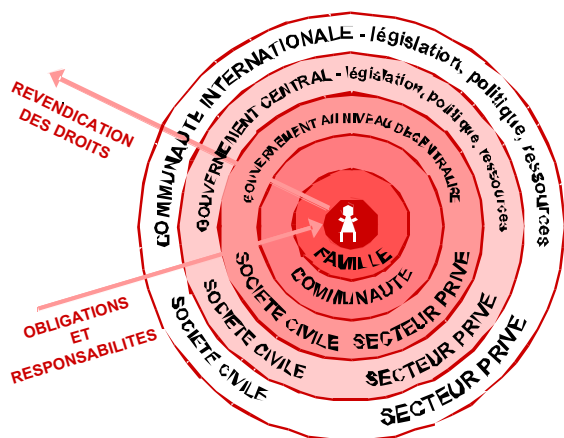 COMMUNAUTE INTERNATIONALE - législation, politique, ressources
GOUVERNEMENT CENTRAL - législation, politique, ressources
GOUVERNEMENT AU NIVEAU DECENTRALIRE
REVENDICATION
DES DROITS
FAMILLE
COMMUNAUTE
SOCIETE CIVILE
SECTEUR PRIVE
SOCIETE CIVILE
SECTEUR PRIVE
SOCIETE CIVILE
SECTEUR PRIVE
OBLIGATIONS
ET
RESPONSABILITES